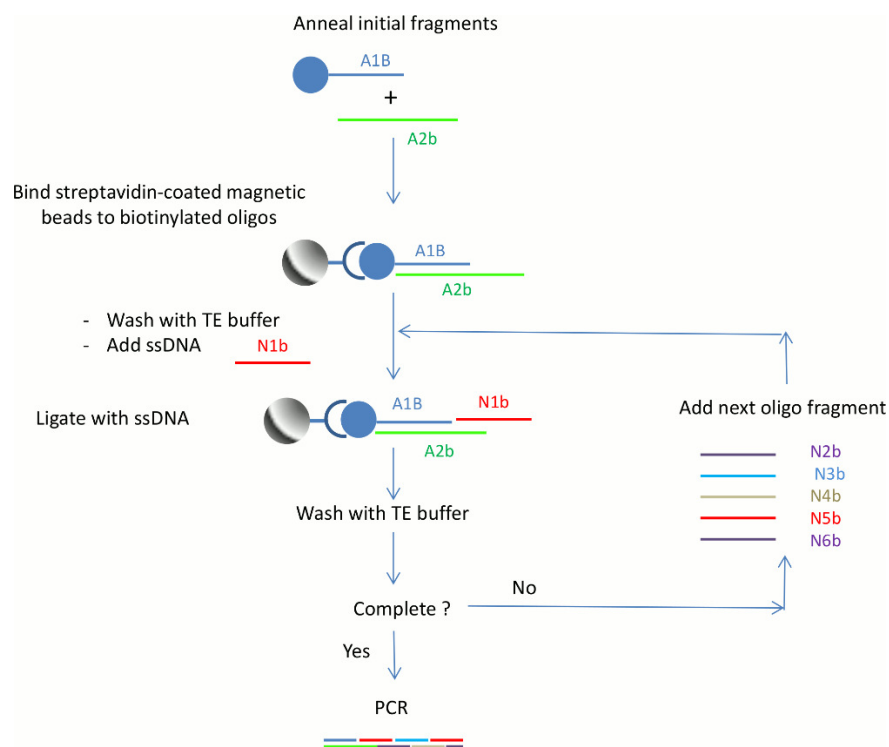 Anneal initial fragments
A1B
+
A2b
Bind streptavidin-coated magnetic
beads to biotinylated oligos
A1B
A2b
- Wash with TE buffer
- Add ssDNA N1b
Ligate with ssDNA
A1B
N1b
A2b
Add next oligo fragment
N2b
N3b
N4b
N5b
N6b
Wash with TE buffer
Complete ?
No
Yes
PCR